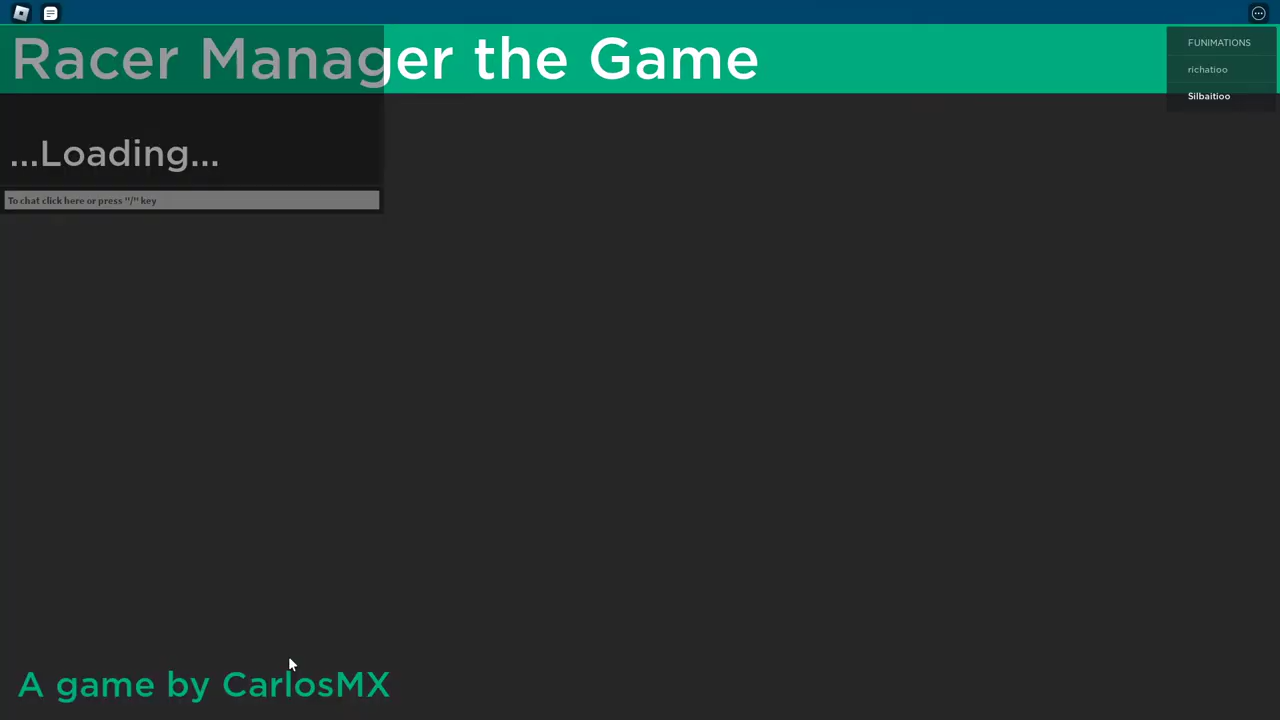 Racer Manager the Game
FUNIMATIONS
richatioo
Silbaitioo
...Loading...
To chat click here or press "/" key
A game by CarlosMX